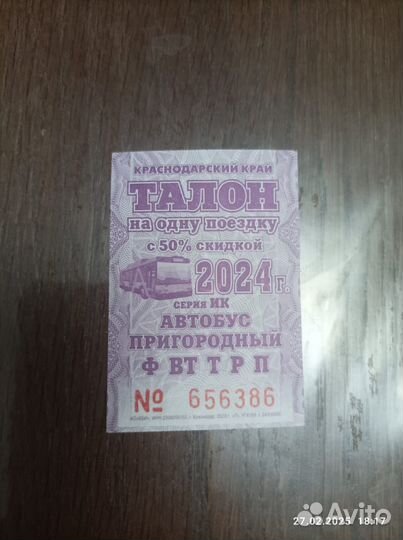 КРАСНОДАРСКИЙ КРАЙ
ТАЛОН
на одну поездку
с 50% скидкой
2024 г.
СЕРИЯ ИК
АВТОБУС
ПРИГОРОДНЫЙ
Ф ВТ Т Р П
№ 656386
27.02.2025 18:17
Avito